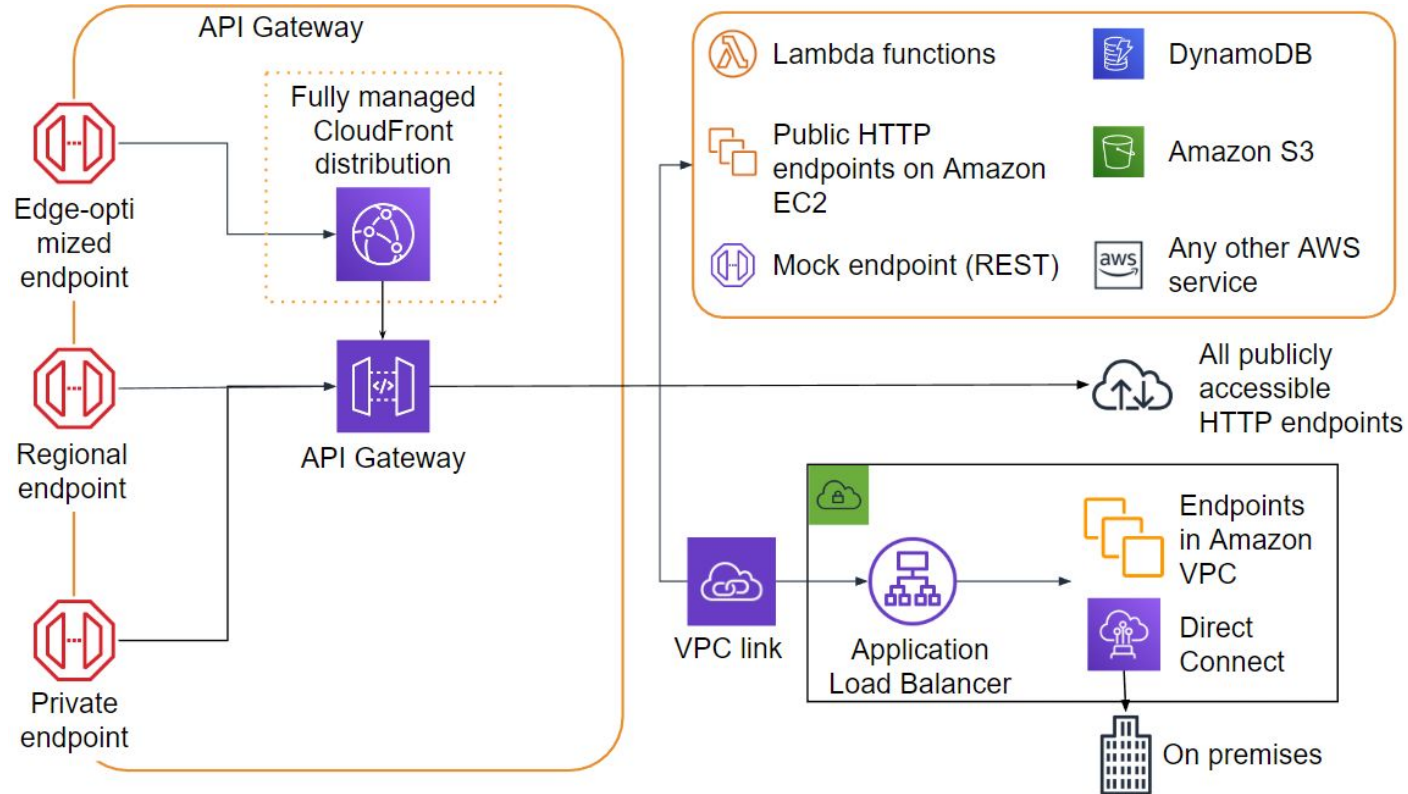 API Gateway
Fully managed
CloudFront
distribution
Edge-opti
mized
endpoint
Regional
endpoint
Private
endpoint
</>
API Gateway
Lambda functions
Public HTTP
endpoints on Amazon
EC2
Mock endpoint (REST)
DynamoDB
Amazon S3
aws
Any other AWS
service
All publicly
accessible
HTTP endpoints
VPC link
Application
Load Balancer
Endpoints
in Amazon
VPC
Direct
Connect
On premises